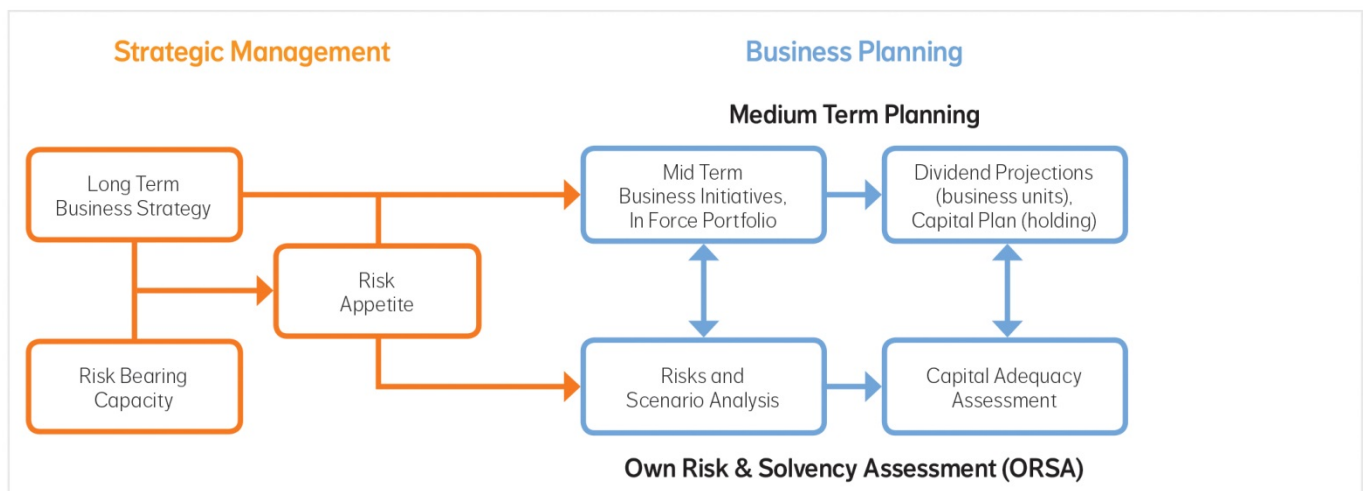 Strategic Management
Business Planning
Medium Term Planning
Long Term
Business Strategy
Mid Term
Business Initiatives,
In Force Portfolio
Dividend Projections
(business units),
Capital Plan (holding)
Risk
Appetite
Risk Bearing
Capacity
Risks and
Scenario Analysis
Capital Adequacy
Assessment
Own Risk & Solvency Assessment (ORSA)